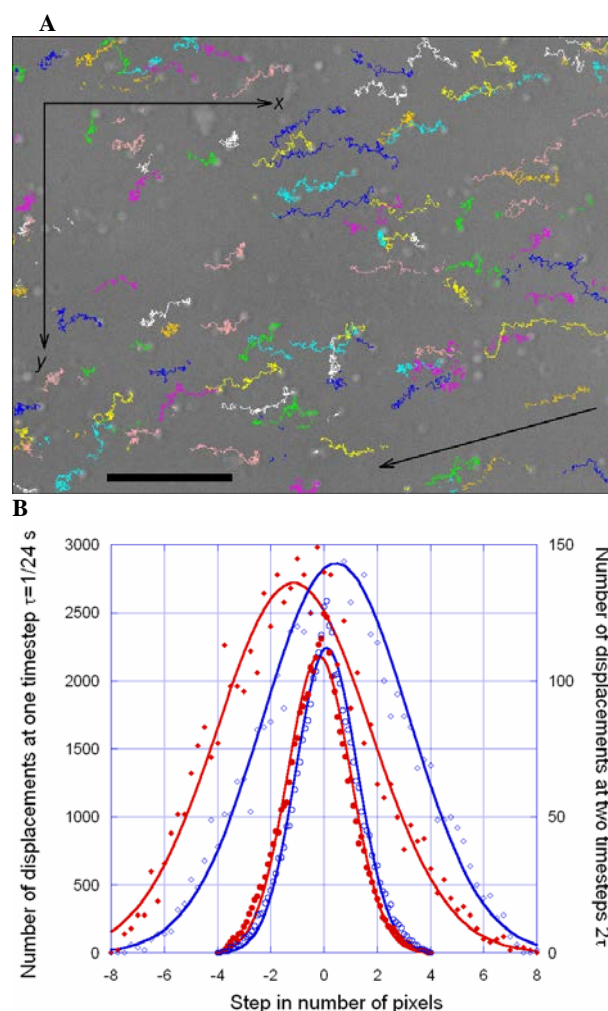 A
x
y
B
Number of displacements at one timestep τ=1/24 s
3000
2500
2000
1500
1000
500
0
150
100
50
0
Number of displacements at two timesteps 2τ
-8 -6 -4 -2 0 2 4 6 8
Step in number of pixels